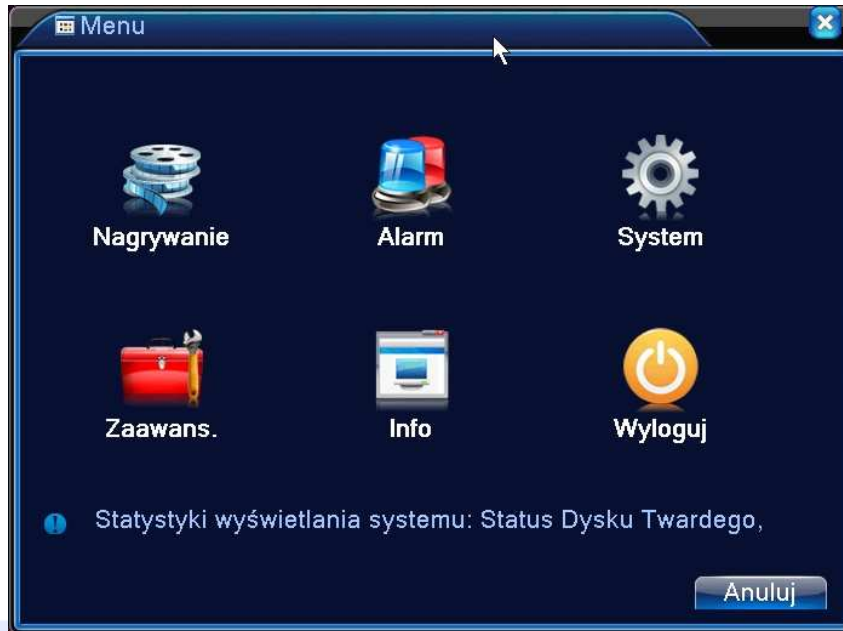 Menu
Nagrywanie
Alarm
System
Zaawans.
Info
Wyloguj
Statystyki wyświetlania systemu: Status Dysku Twardego,
Anuluj